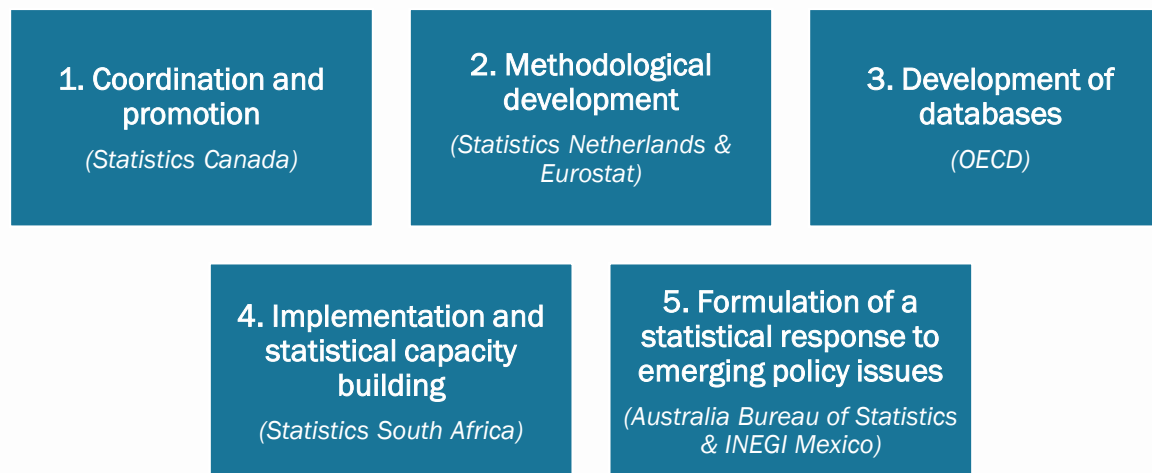 1. Coordination and
promotion
(Statistics Canada)
2. Methodological
development
(Statistics Netherlands &
Eurostat)
3. Development of
databases
(OECD)
4. Implementation and
statistical capacity
building
(Statistics South Africa)
5. Formulation of a
statistical response to
emerging policy issues
(Australia Bureau of Statistics
& INEGI Mexico)